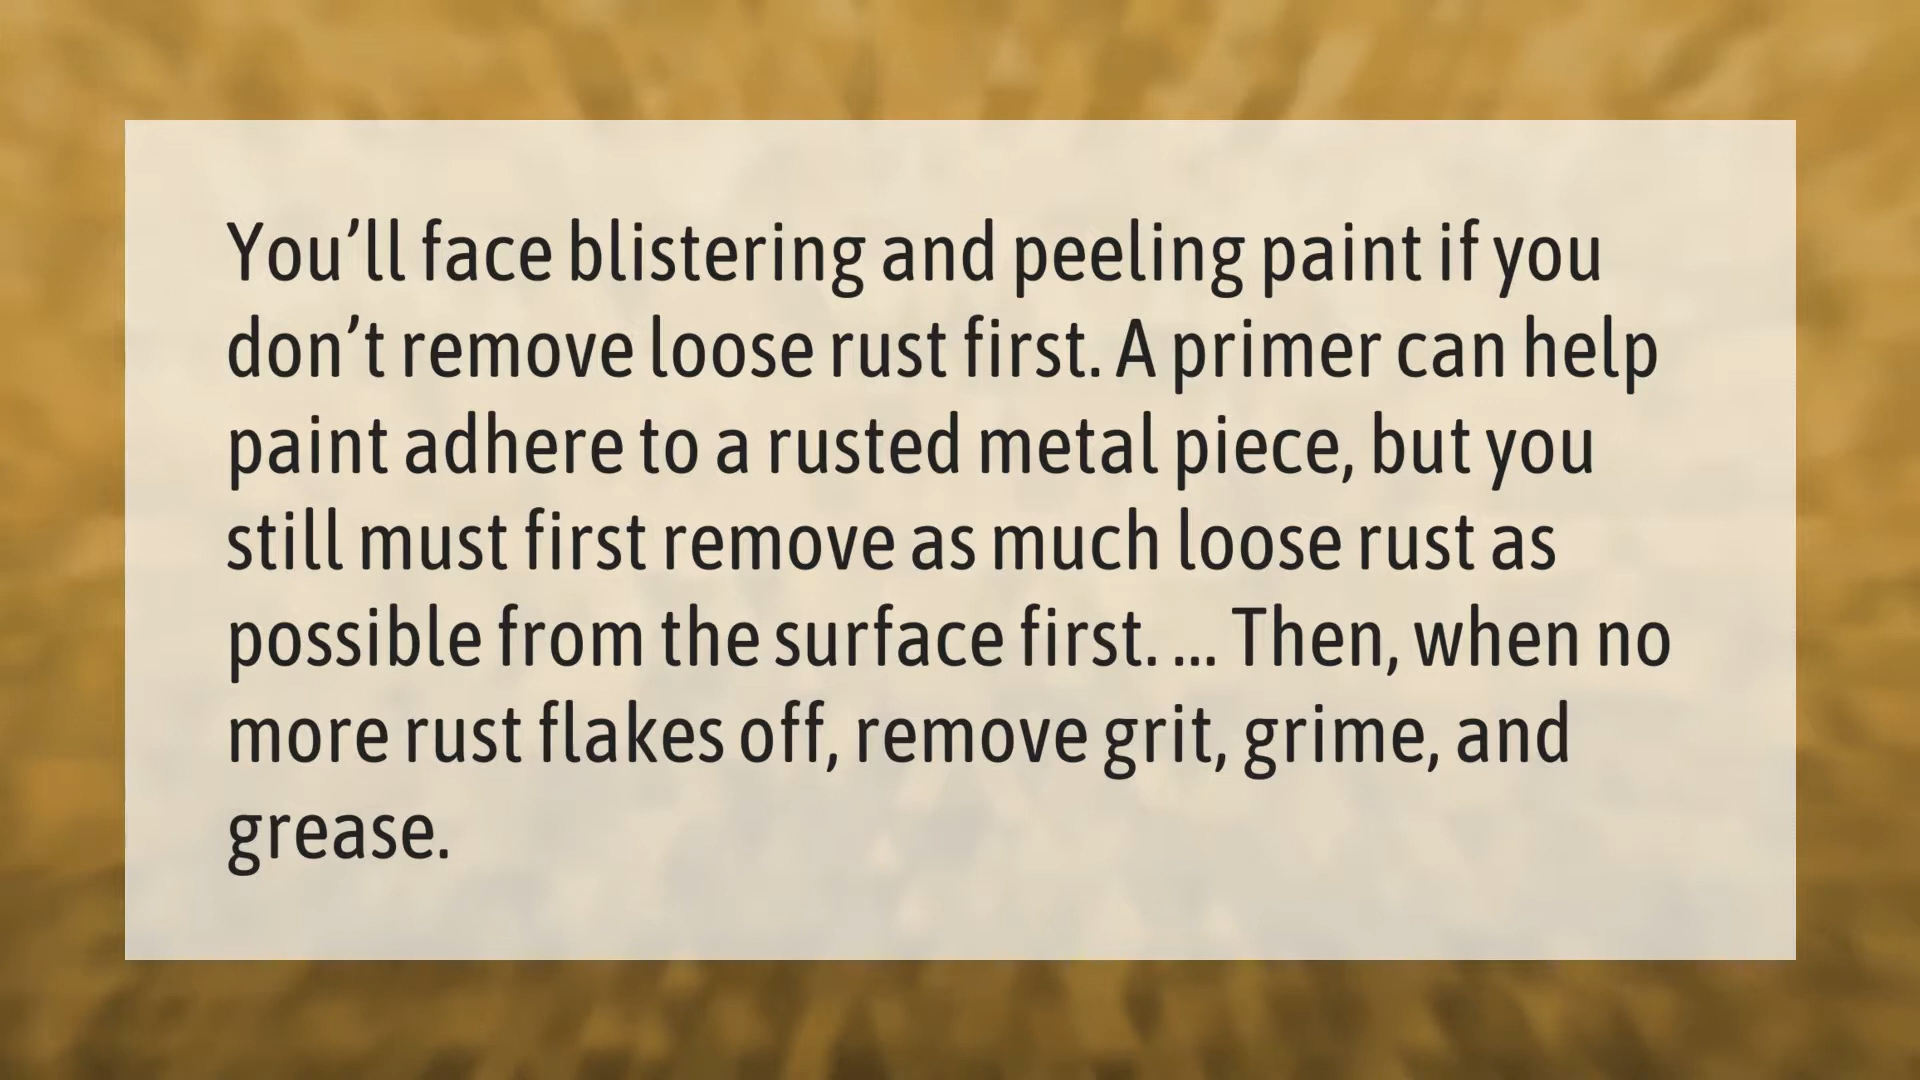 You’ll face blistering and peeling paint if you
don’t remove loose rust first. A primer can help
paint adhere to a rusted metal piece, but you
still must first remove as much loose rust as
possible from the surface first. ... Then, when no
more rust flakes off, remove grit, grime, and
grease.